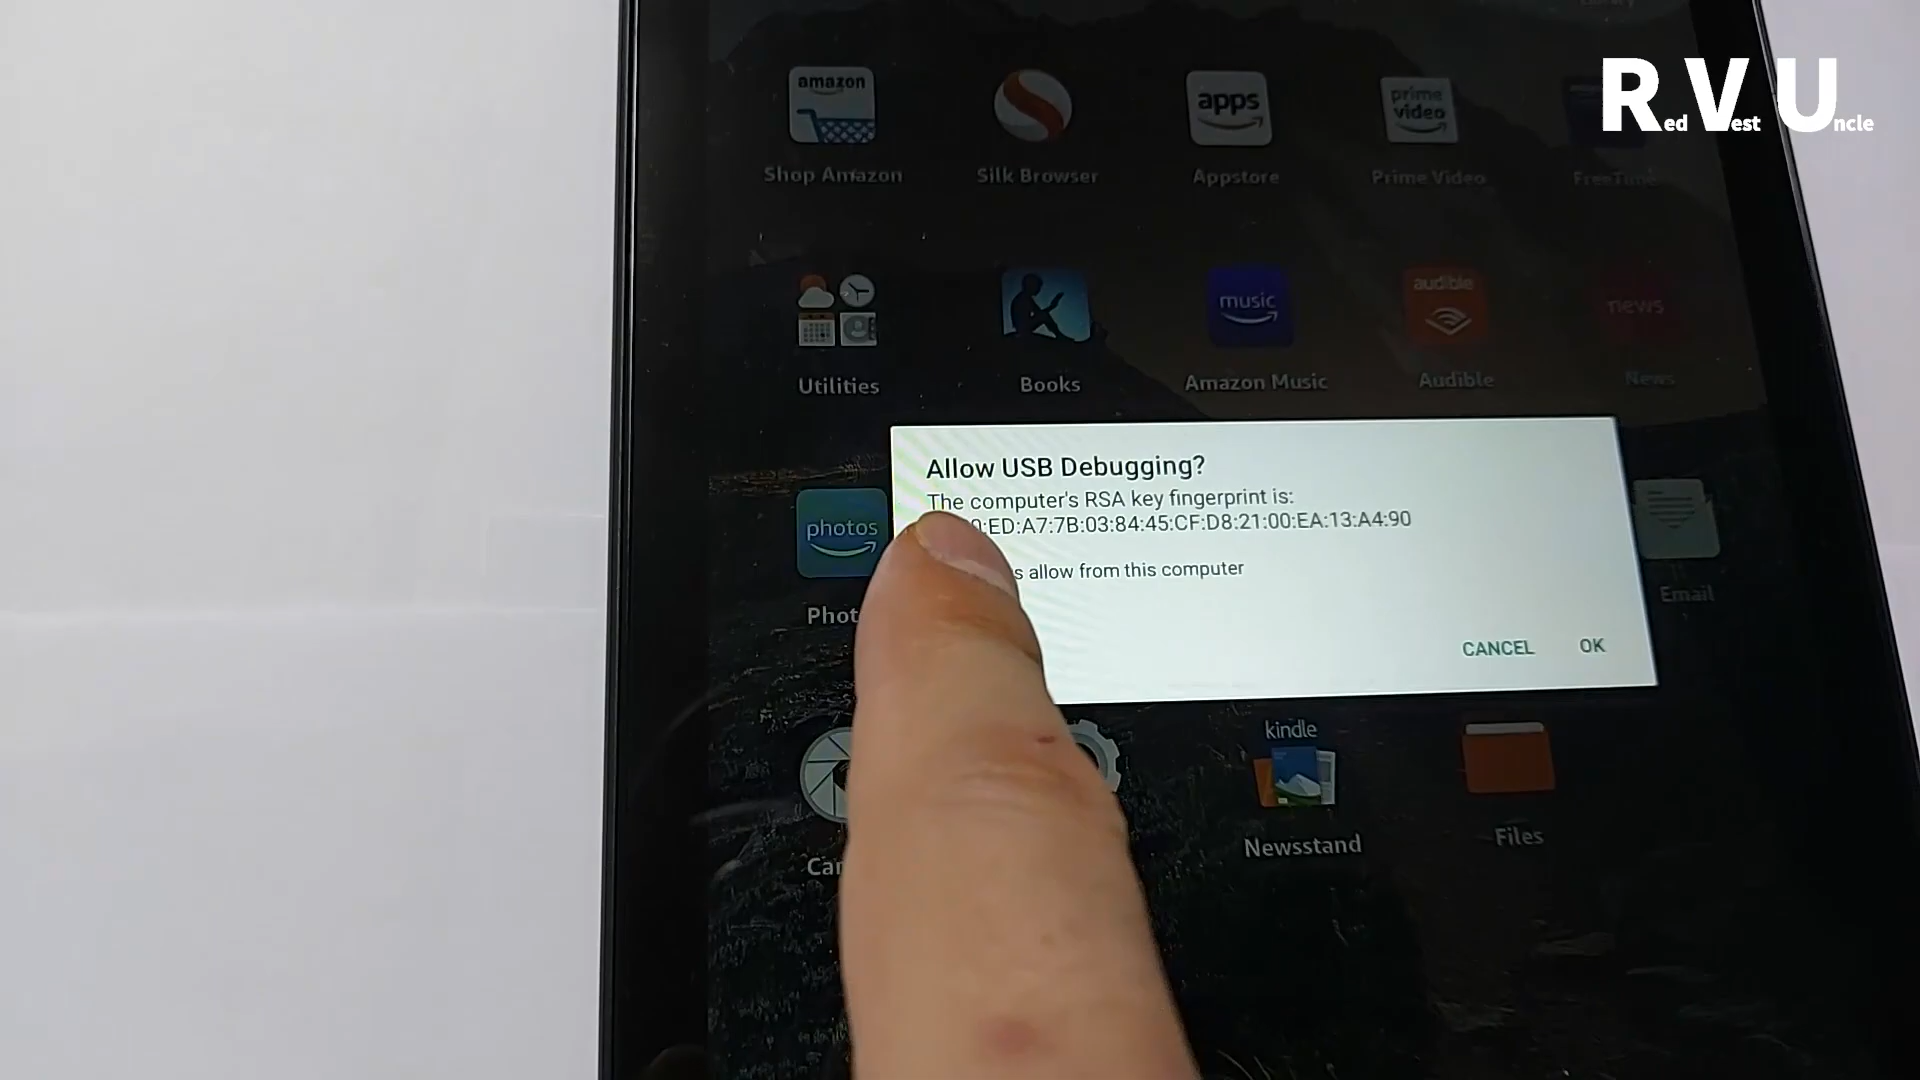 Red Vest Uncle
amazon
apps
prime
video
Shop Amazon
Silk Browser
Appstore
Prime Video
FreeTime
music
audible
news
Utilities
Books
Amazon Music
Audible
News
Allow USB Debugging?
The computer's RSA key fingerprint is:
:ED:A7:7B:03:84:45:CF:D8:21:00:EA:13:A4:90
allow from this computer
CANCEL
OK
photos
Email
kindle
Newsstand
Files